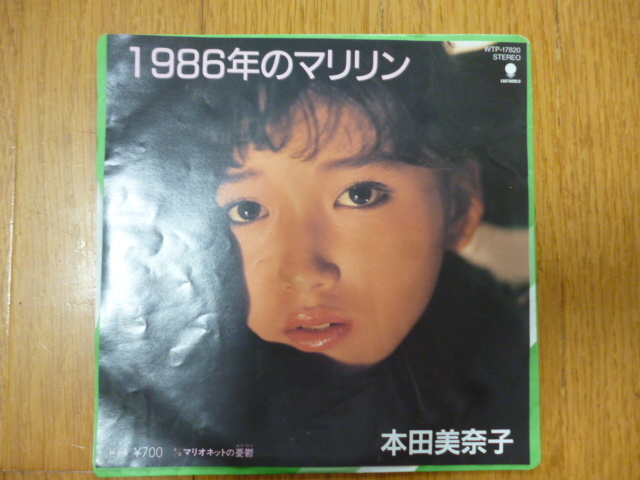 1986年のマリリン
WTP-17820
STEREO
EASTWORLD
¥700
マリオネットの憂鬱
本田美奈子